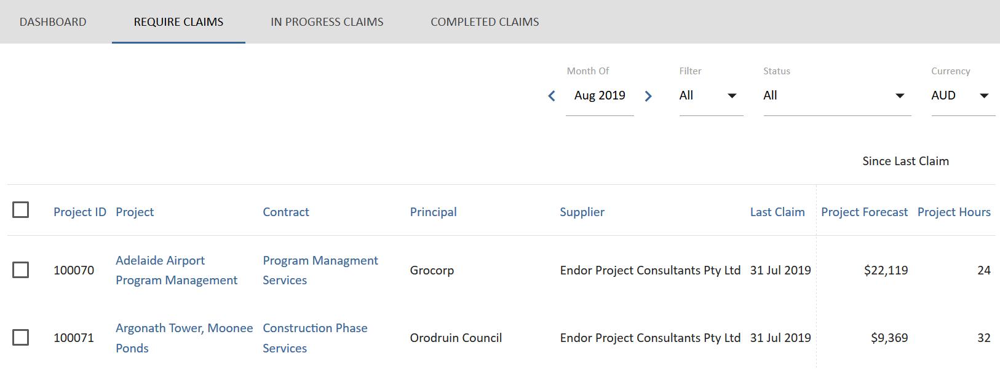 DASHBOARD REQUIRE CLAIMS IN PROGRESS CLAIMS COMPLETED CLAIMS
Month Of Filter Status Currency
Aug 2019 All All AUD
Since Last Claim
Project ID Project Contract Principal Supplier Last Claim Project Forecast Project Hours
Adelaide Airport Program Managment
100070 Grocorp Endor Project Consultants Pty Ltd 31 Jul 2019 $22,119 24
Program Management Services
Argonath Tower, Moonee Construction Phase
100071 Orodruin Council Endor Project Consultants Pty Ltd 31 Jul 2019 $9,369 32
Ponds Services